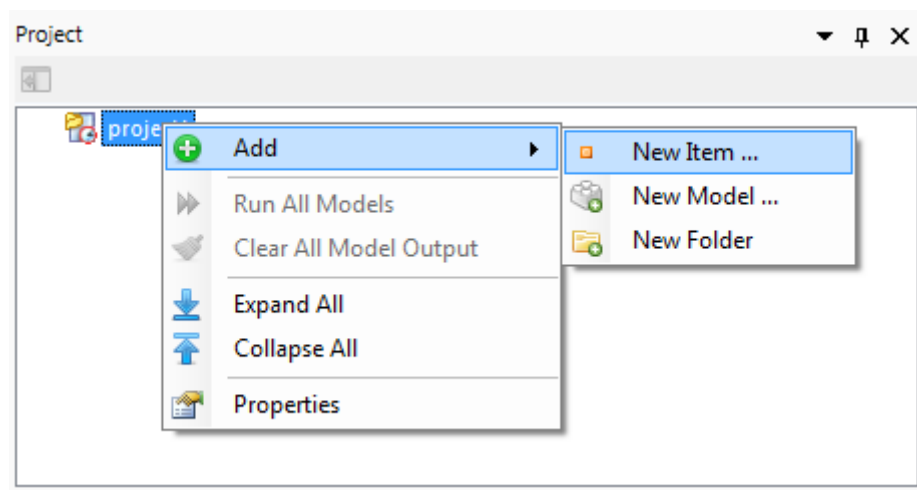 Project
Add
New Item ...
New Model ...
New Folder
Run All Models
Clear All Model Output
Expand All
Collapse All
Properties